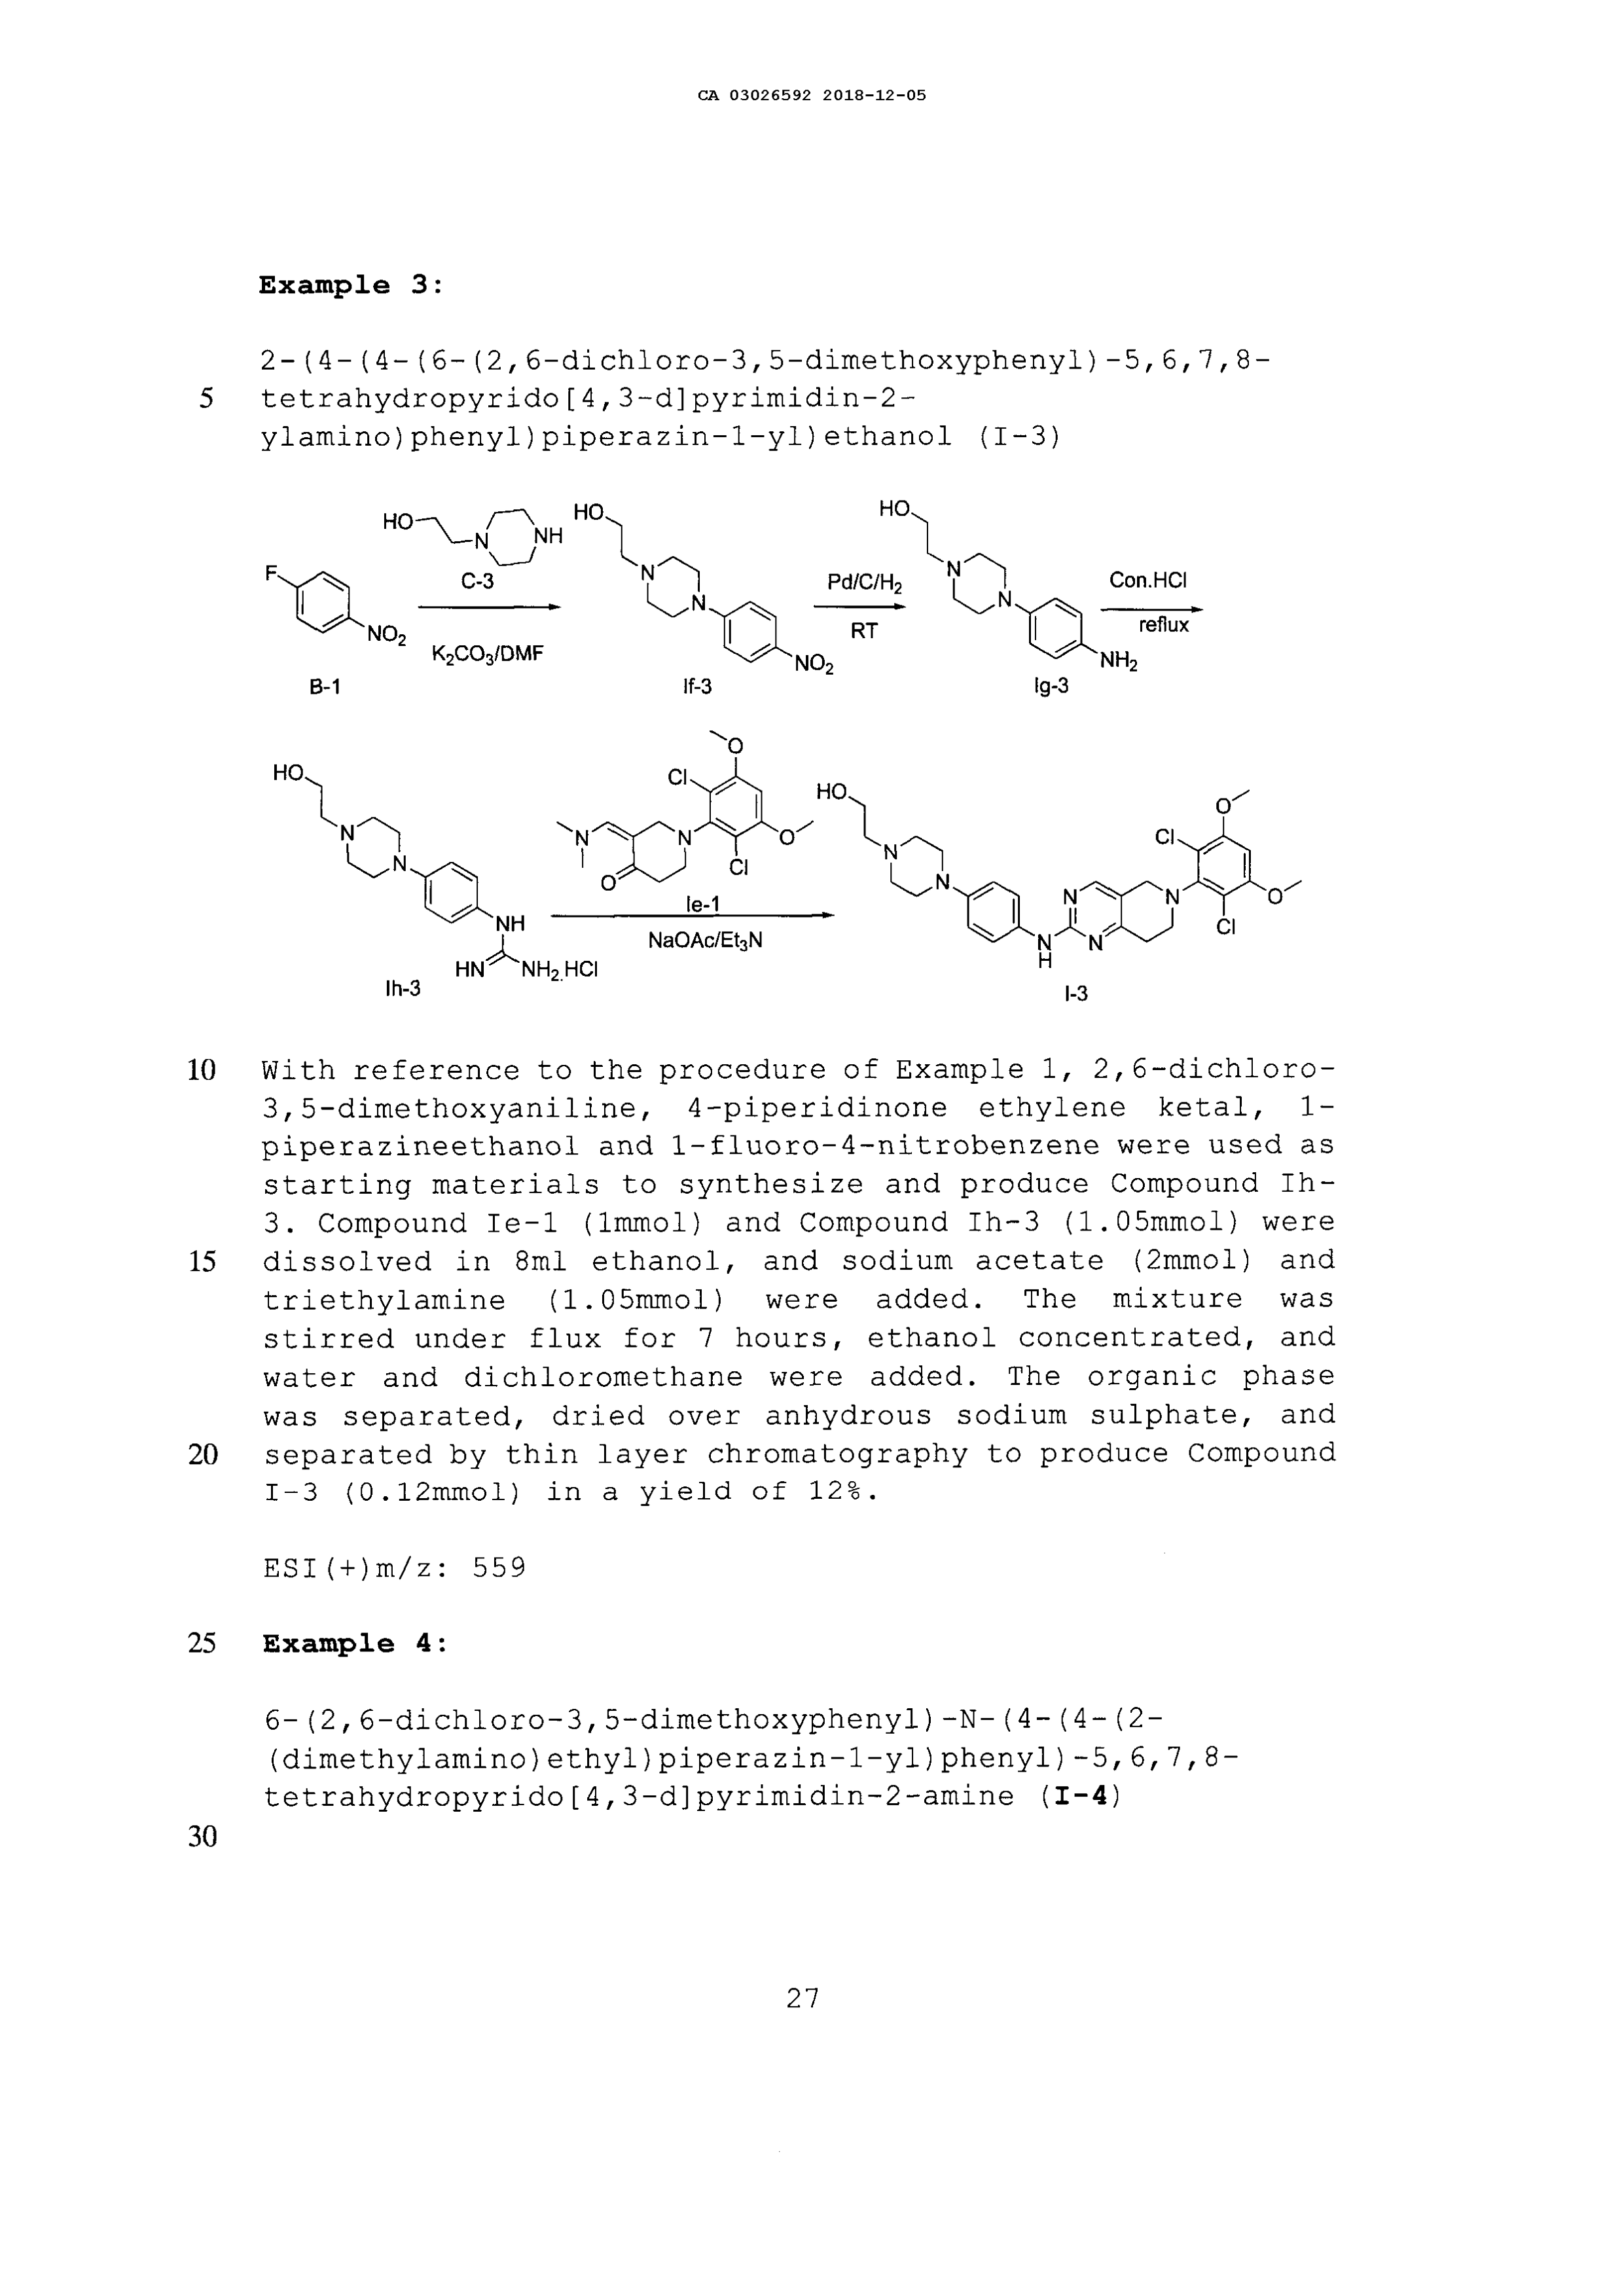 CA 03026592 2018-12-05
Example 3:
2-(4-(4-(6-(2,6-dichloro-3,5-dimethoxyphenyl)-5,6,7,8-
5 tetrahydropyrido[4,3-d]pyrimidin-2-
ylamino)phenyl)piperazin-1-yl)ethanol (I-3)
HO N NH
C-3
F NO2
K2CO3/DMF
B-1
HO N N NO2
If-3
Pd/C/H2
RT
HO N N NH2
Ig-3
Con.HCl
reflux
HO N N NH
HN NH2.HCl
Ih-3
O Cl N N O O Cl
Ie-1
NaOAc/Et3N
HO N N N H N N N Cl O O Cl
I-3
10 With reference to the procedure of Example 1, 2,6-dichloro-
3,5-dimethoxyaniline, 4-piperidinone ethylene ketal, 1-
piperazineethanol and 1-fluoro-4-nitrobenzene were used as
starting materials to synthesize and produce Compound Ih-
3. Compound Ie-1 (1mmol) and Compound Ih-3 (1.05mmol) were
15 dissolved in 8ml ethanol, and sodium acetate (2mmol) and
triethylamine (1.05mmol) were added. The mixture was
stirred under flux for 7 hours, ethanol concentrated, and
water and dichloromethane were added. The organic phase
was separated, dried over anhydrous sodium sulphate, and
20 separated by thin layer chromatography to produce Compound
I-3 (0.12mmol) in a yield of 12%.
ESI(+)m/z: 559
25 Example 4:
6-(2,6-dichloro-3,5-dimethoxyphenyl)-N-(4-(4-(2-
(dimethylamino)ethyl)piperazin-1-yl)phenyl)-5,6,7,8-
tetrahydropyrido[4,3-d]pyrimidin-2-amine (I-4)
30
27